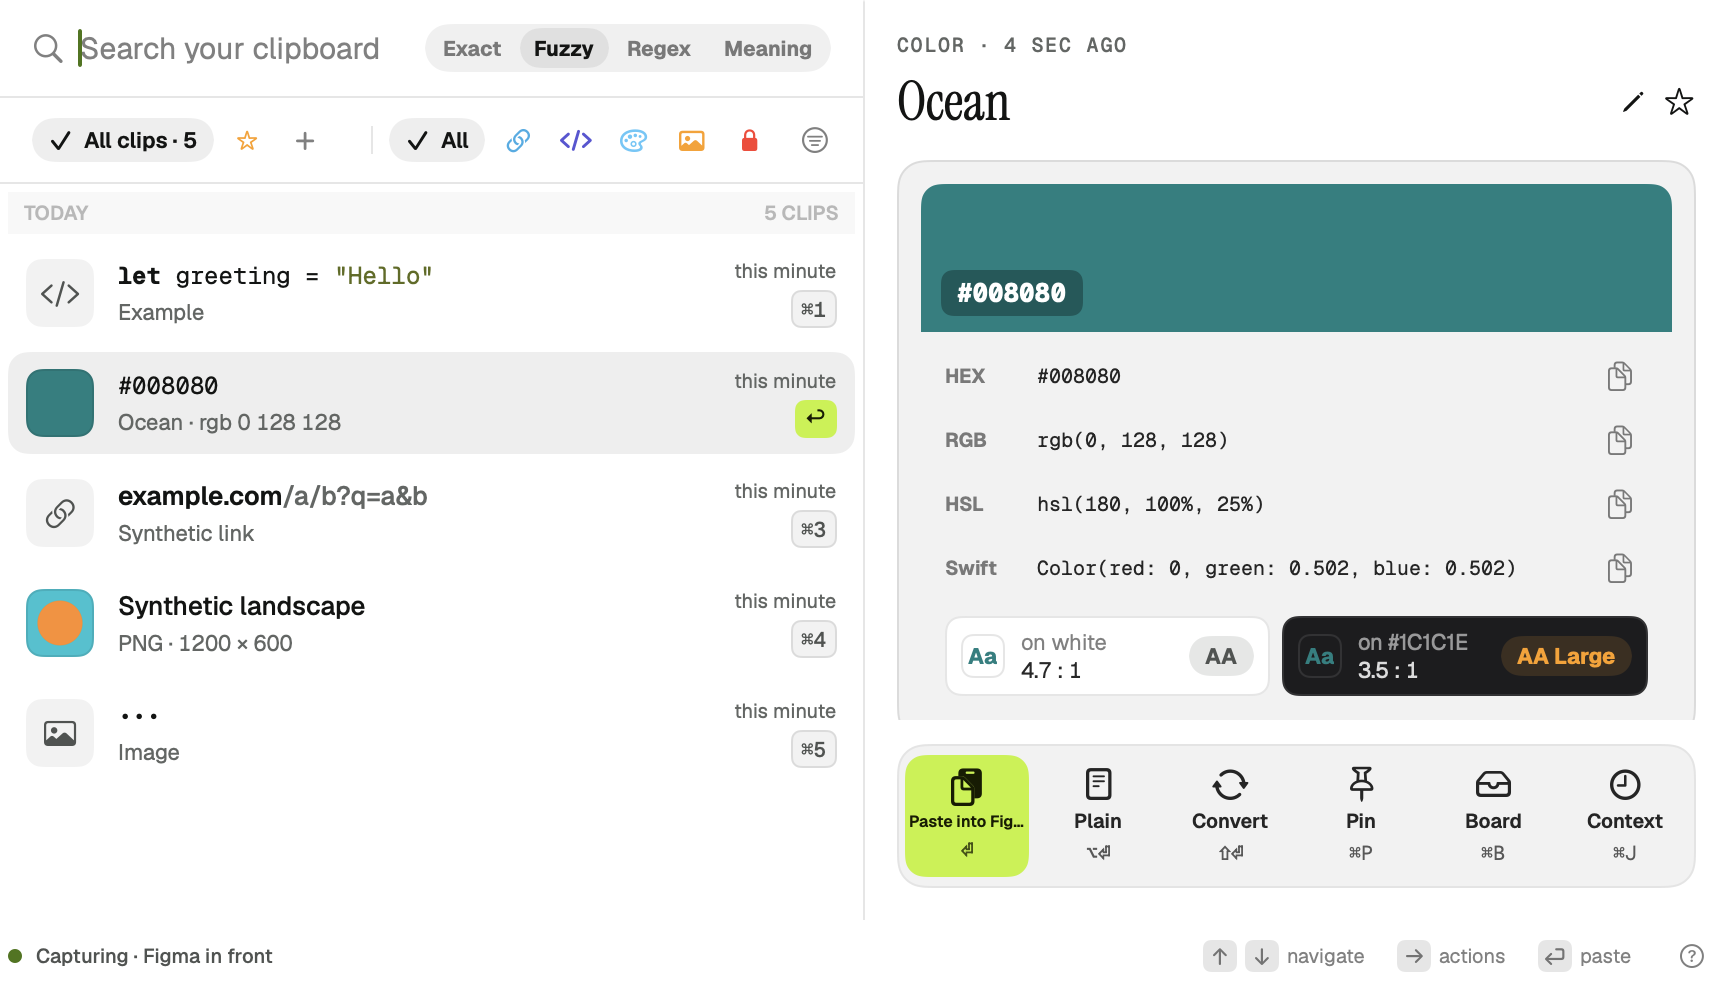 Search your clipboard
Exact Fuzzy Regex Meaning
All clips · 5
All
TODAY 5 CLIPS
let greeting = "Hello" this minute
Example ⌘1
#008080 this minute
Ocean · rgb 0 128 128
example.com/a/b?q=a&b this minute
Synthetic link ⌘3
Synthetic landscape this minute
PNG · 1200 × 600 ⌘4
... this minute
Image ⌘5
COLOR · 4 SEC AGO
Ocean
#008080
HEX #008080
RGB rgb(0, 128, 128)
HSL hsl(180, 100%, 25%)
Swift Color(red: 0, green: 0.502, blue: 0.502)
Aa on white 4.7 : 1 AA
Aa on #1C1C1E 3.5 : 1 AA Large
Paste into Fig... Plain Convert Pin Board Context
⏎ ⌥⏎ ⇧⏎ ⌘P ⌘B ⌘J
Capturing · Figma in front
↑ ↓ navigate → actions ↩ paste ?